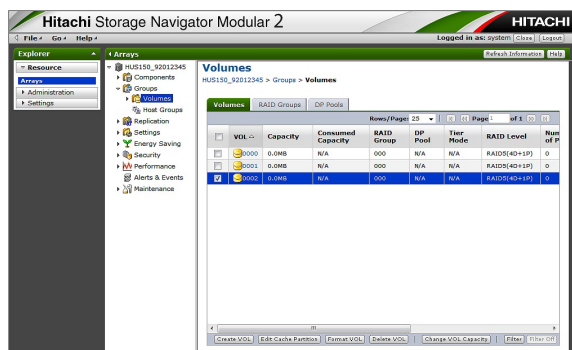 Hitachi Storage Navigator Modular 2
HITACHI
File Go Help
Logged in as: system Close Logout
Explorer
Arrays
Refresh Information Help
Resource
Arrays
Administration
Settings
HUS150_92012345
Components
Groups
Volumes
Host Groups
Replication
Settings
Energy Saving
Security
Performance
Alerts & Events
Maintenance
Volumes
HUS150_92012345 > Groups > Volumes
Volumes RAID Groups DP Pools
Rows/Page: 25 Page 1 of 1
VOL Capacity Consumed Capacity RAID Group DP Pool Tier Mode RAID Level Num of P
0000 0.0MB N/A 000 N/A N/A RAID5(4D+1P) 0
0001 0.0MB N/A 000 N/A N/A RAID5(4D+1P) 0
0002 0.0MB N/A 000 N/A N/A RAID5(4D+1P) 0
Create VOL Edit Cache Partition Format VOL Delete VOL | Change VOL Capacity | Filter Filter Off